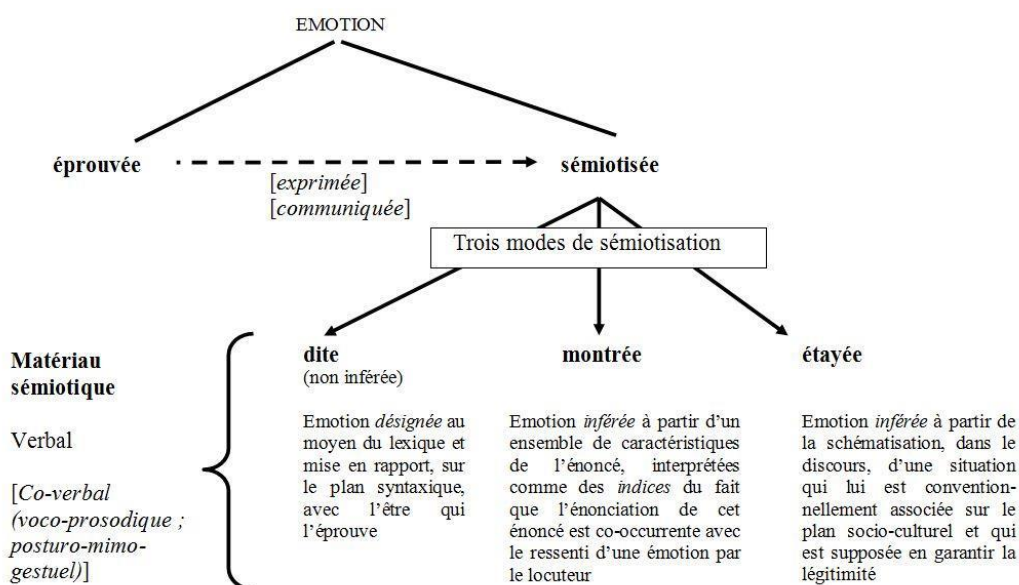 EMOTION
éprouvée
sémiotisée
[exprimée]
[communiquée]
Trois modes de sémiotisation
Matériau
sémiotique
Verbal
[Co-verbal
(voco-prosodique ;
posturo-mimo-
gestuel)]
dite
(non inférée)
Emotion désignée au
moyen du lexique et
mise en rapport, sur
le plan syntaxique,
avec l'être qui
l'éprouve
montrée
Emotion inférée à partir d'un
ensemble de caractéristiques
de l'énoncé, interprétées
comme des indices du fait
que l'énonciation de cet
énoncé est co-occurrente avec
le ressenti d'une émotion par
le locuteur
étayée
Emotion inférée à partir de
la schématisation, dans le
discours, d'une situation
qui lui est convention-
nellement associée sur le
plan socio-culturel et qui
est supposée en garantir la
légitimité